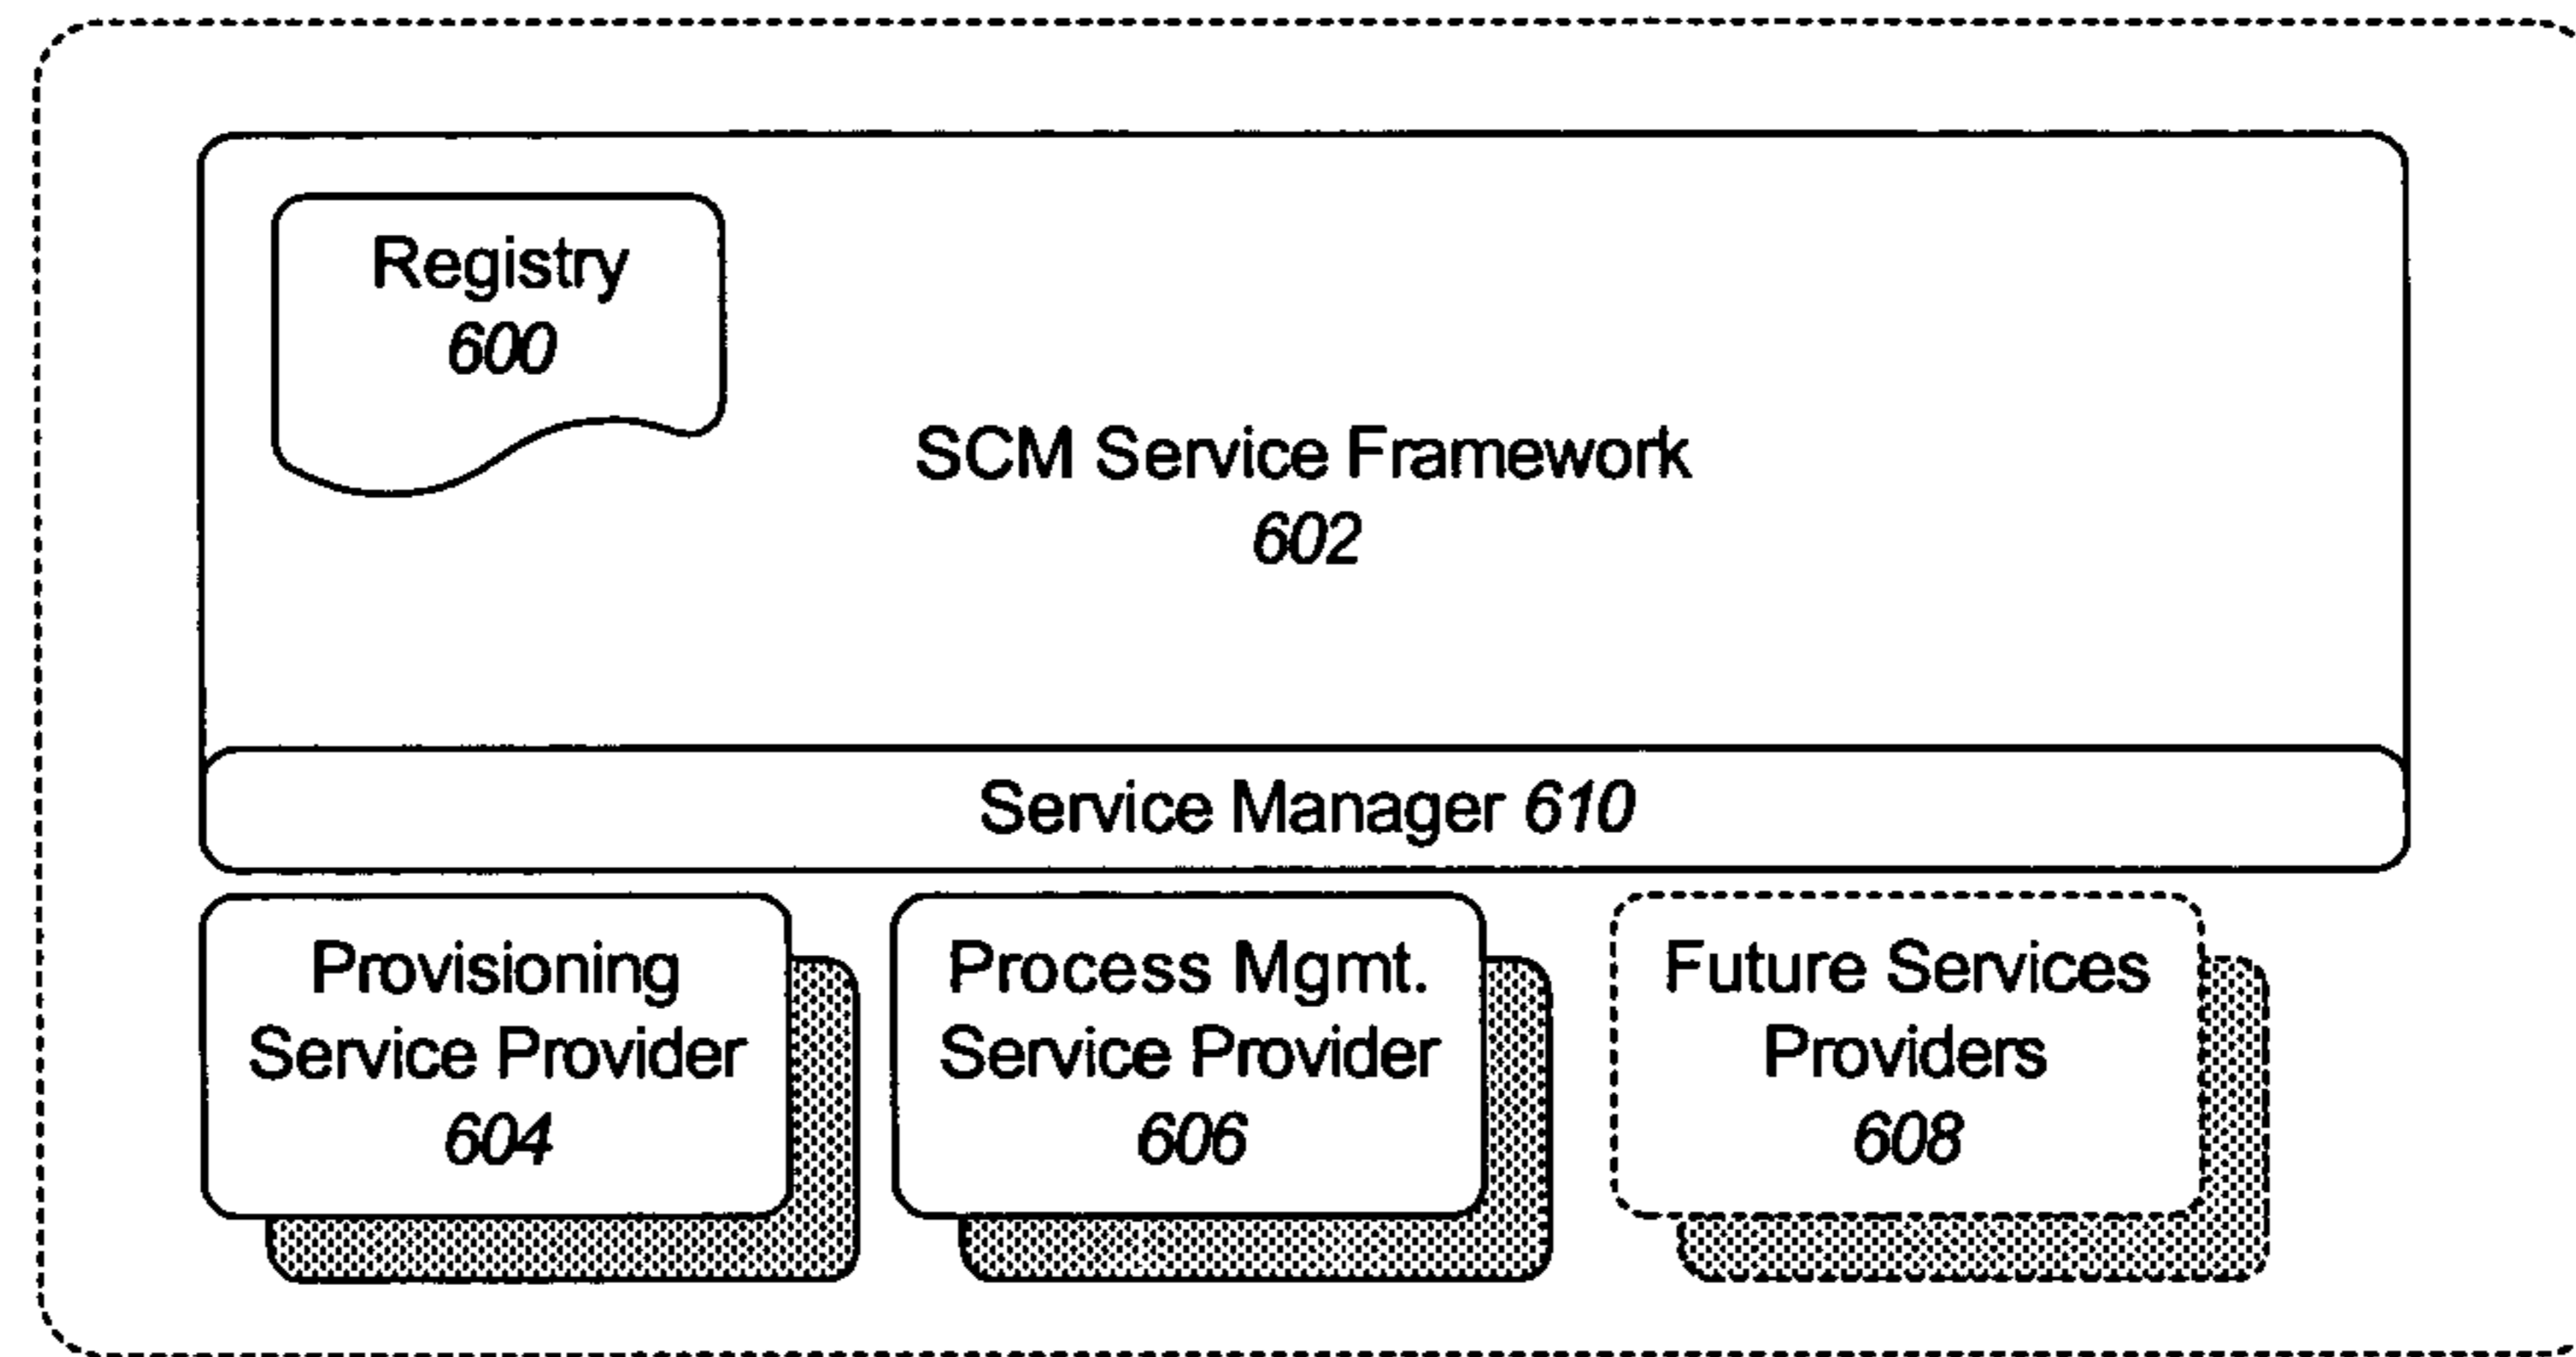 Registry
600
SCM Service Framework
602
Service Manager 610
Provisioning
Service Provider
604
Process Mgmt.
Service Provider
606
Future Services
Providers
608